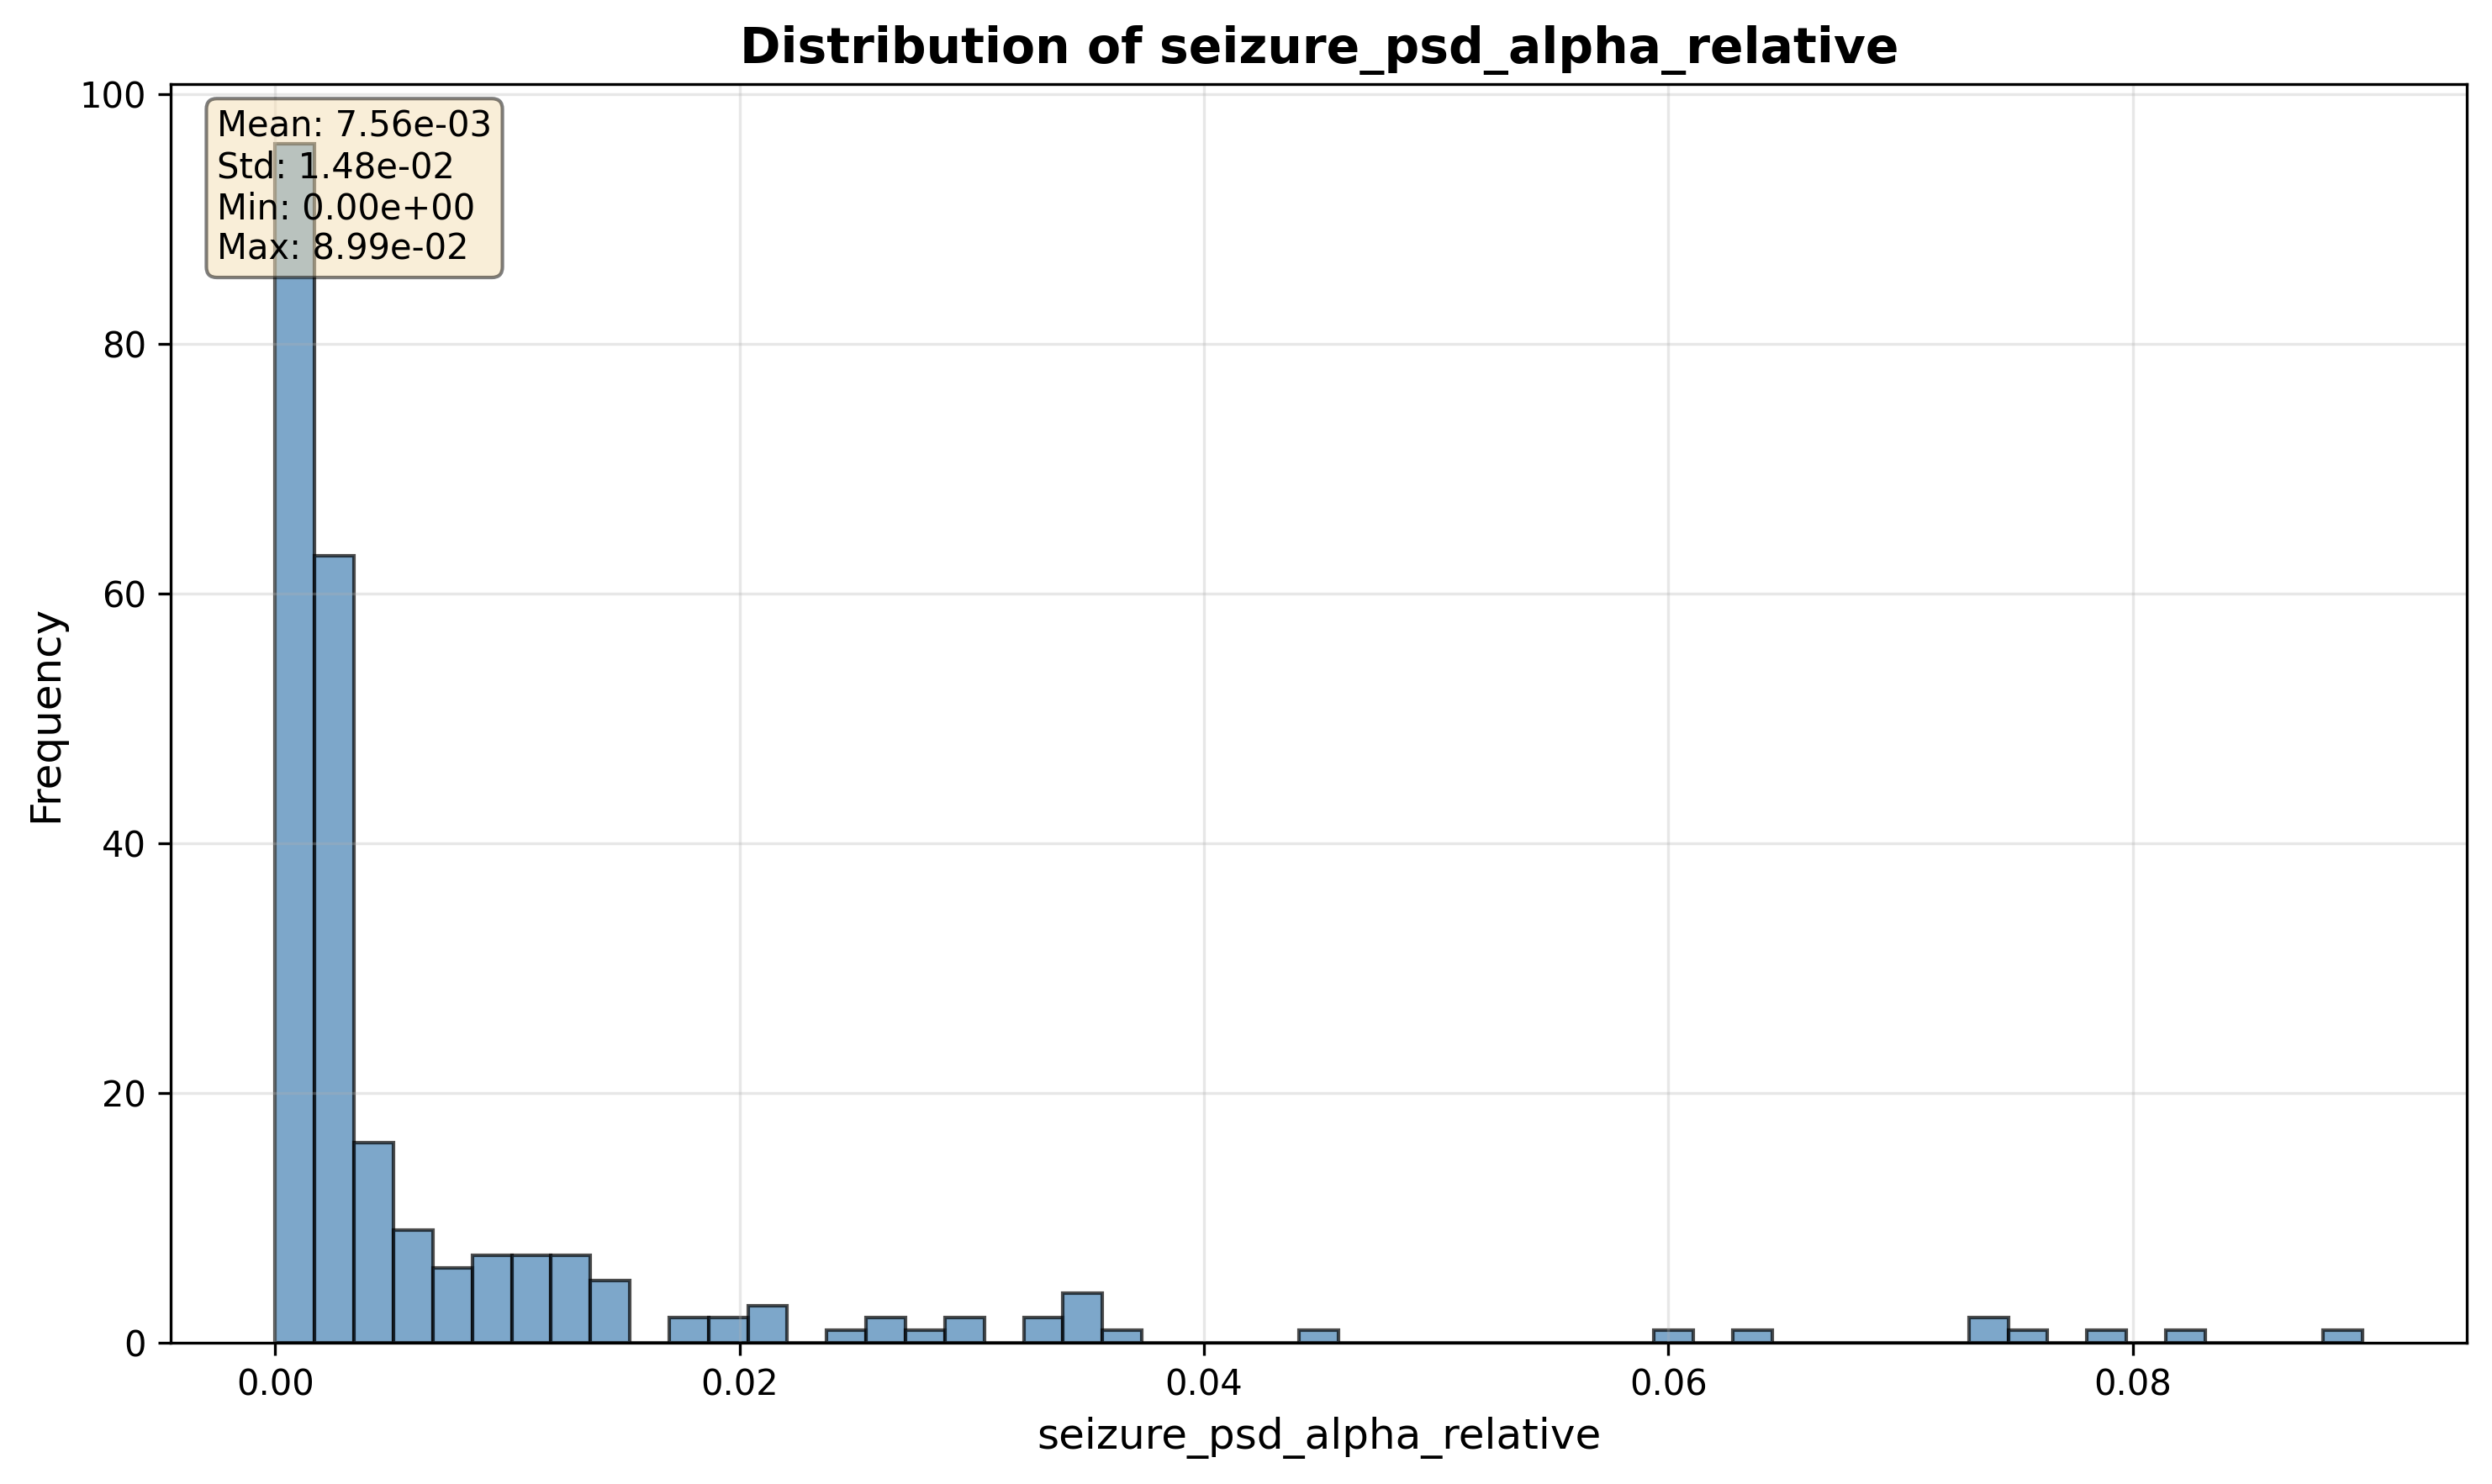 Distribution of seizure_psd_alpha_relative
Mean: 7.56e-03
Std: 1.48e-02
Min: 0.00e+00
Max: 8.99e-02
Frequency
100
80
60
40
20
0
0.00 0.02 0.04 0.06 0.08
seizure_psd_alpha_relative